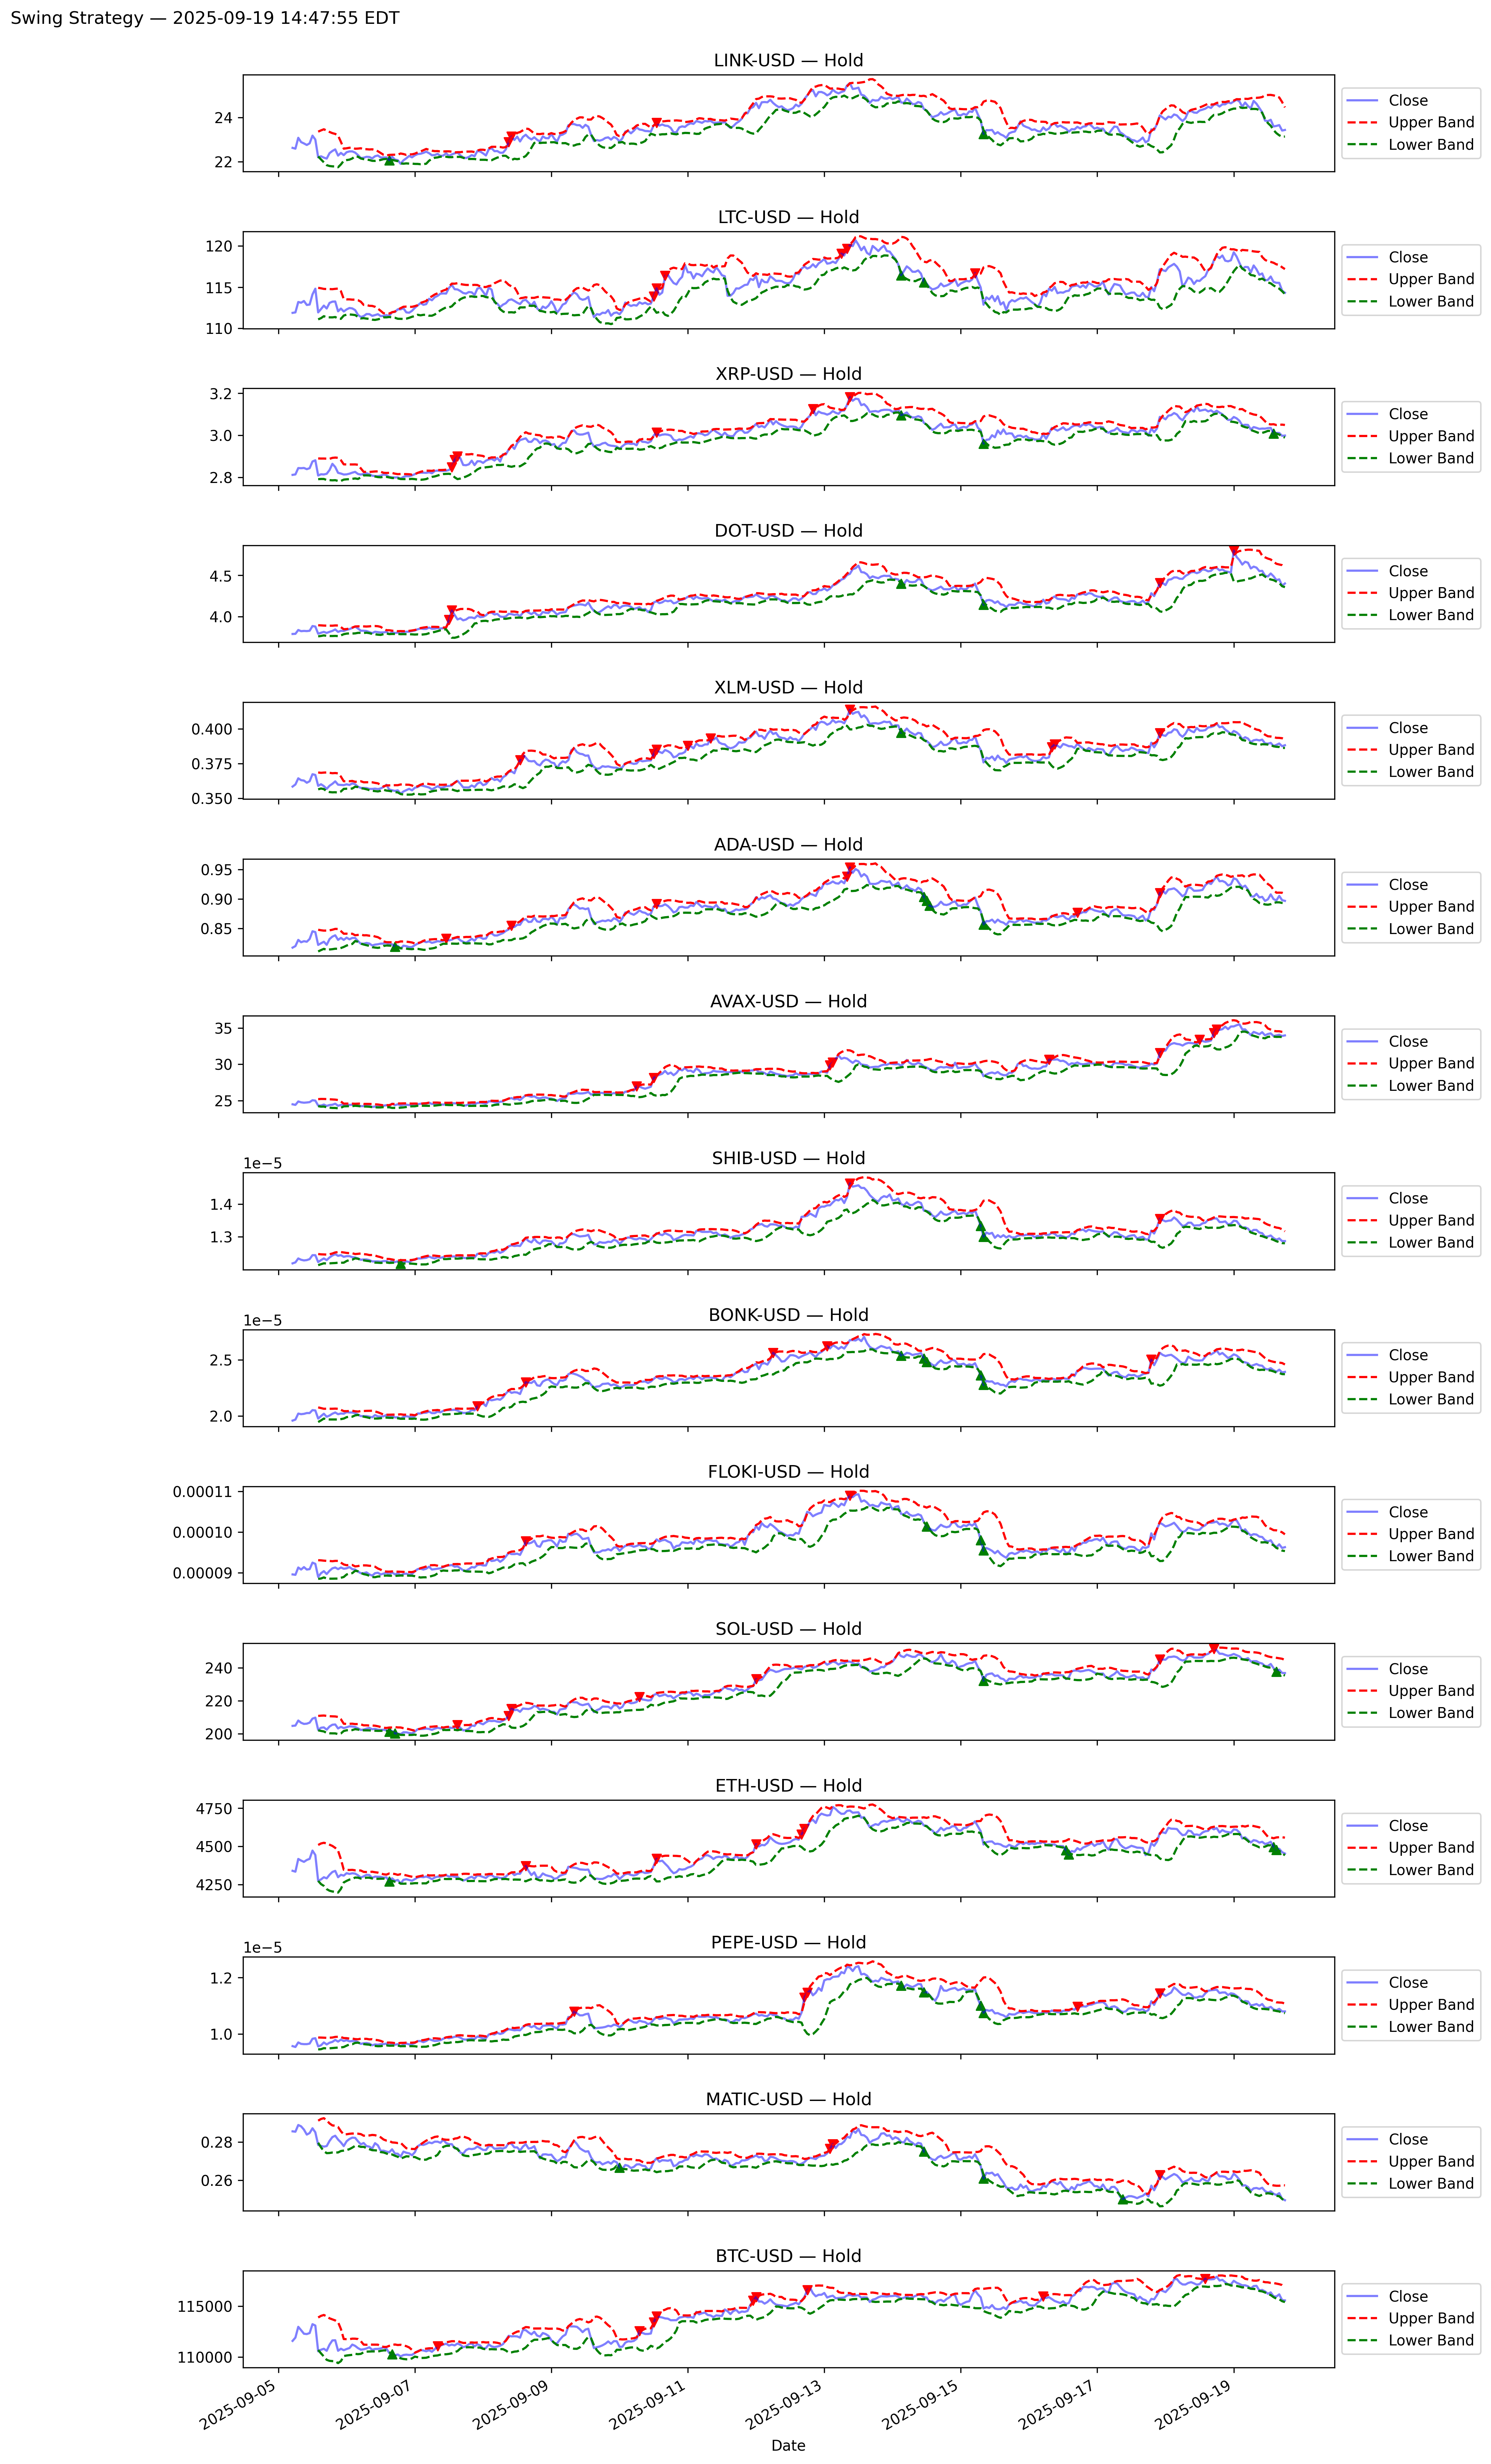 Swing Strategy — 2025-09-19 14:47:55 EDT
LINK-USD — Hold
24
22
Close
Upper Band
Lower Band
LTC-USD — Hold
120
115
110
Close
Upper Band
Lower Band
XRP-USD — Hold
3.2
3.0
2.8
Close
Upper Band
Lower Band
DOT-USD — Hold
4.5
4.0
Close
Upper Band
Lower Band
XLM-USD — Hold
0.400
0.375
0.350
Close
Upper Band
Lower Band
ADA-USD — Hold
0.95
0.90
0.85
Close
Upper Band
Lower Band
AVAX-USD — Hold
35
30
25
Close
Upper Band
Lower Band
SHIB-USD — Hold
1e−5
1.4
1.3
Close
Upper Band
Lower Band
BONK-USD — Hold
1e−5
2.5
2.0
Close
Upper Band
Lower Band
FLOKI-USD — Hold
0.00011
0.00010
0.00009
Close
Upper Band
Lower Band
SOL-USD — Hold
240
220
200
Close
Upper Band
Lower Band
ETH-USD — Hold
4750
4500
4250
Close
Upper Band
Lower Band
PEPE-USD — Hold
1e−5
1.2
1.0
Close
Upper Band
Lower Band
MATIC-USD — Hold
0.28
0.26
Close
Upper Band
Lower Band
BTC-USD — Hold
115000
110000
Close
Upper Band
Lower Band
2025-09-05
2025-09-07
2025-09-09
2025-09-11
2025-09-13
2025-09-15
2025-09-17
2025-09-19
Date